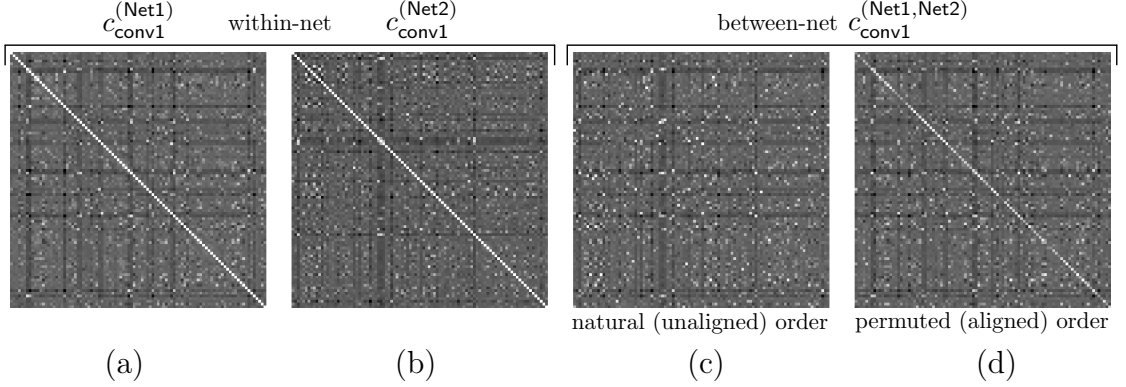 c_conv1^(Net1) within-net c_conv1^(Net2) between-net c_conv1^(Net1,Net2)
natural (unaligned) order permuted (aligned) order
(a) (b) (c) (d)